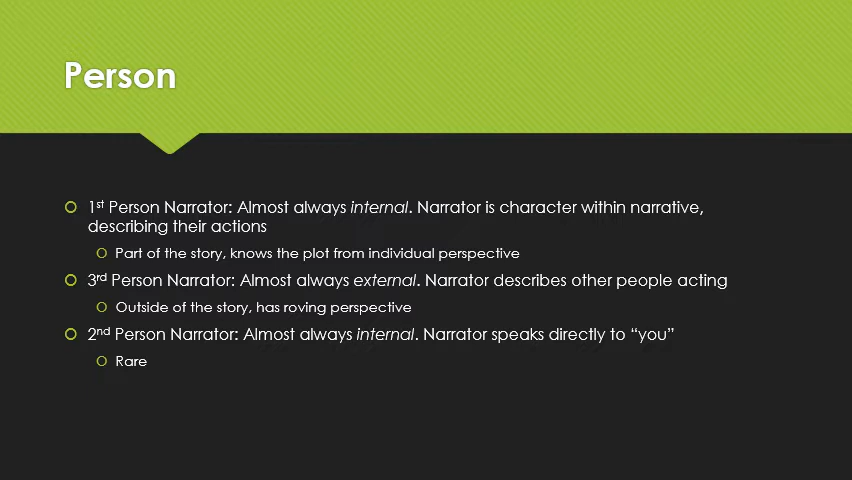 Person
1st Person Narrator: Almost always internal. Narrator is character within narrative,
describing their actions
Part of the story, knows the plot from individual perspective
3rd Person Narrator: Almost always external. Narrator describes other people acting
Outside of the story, has roving perspective
2nd Person Narrator: Almost always internal. Narrator speaks directly to “you”
Rare